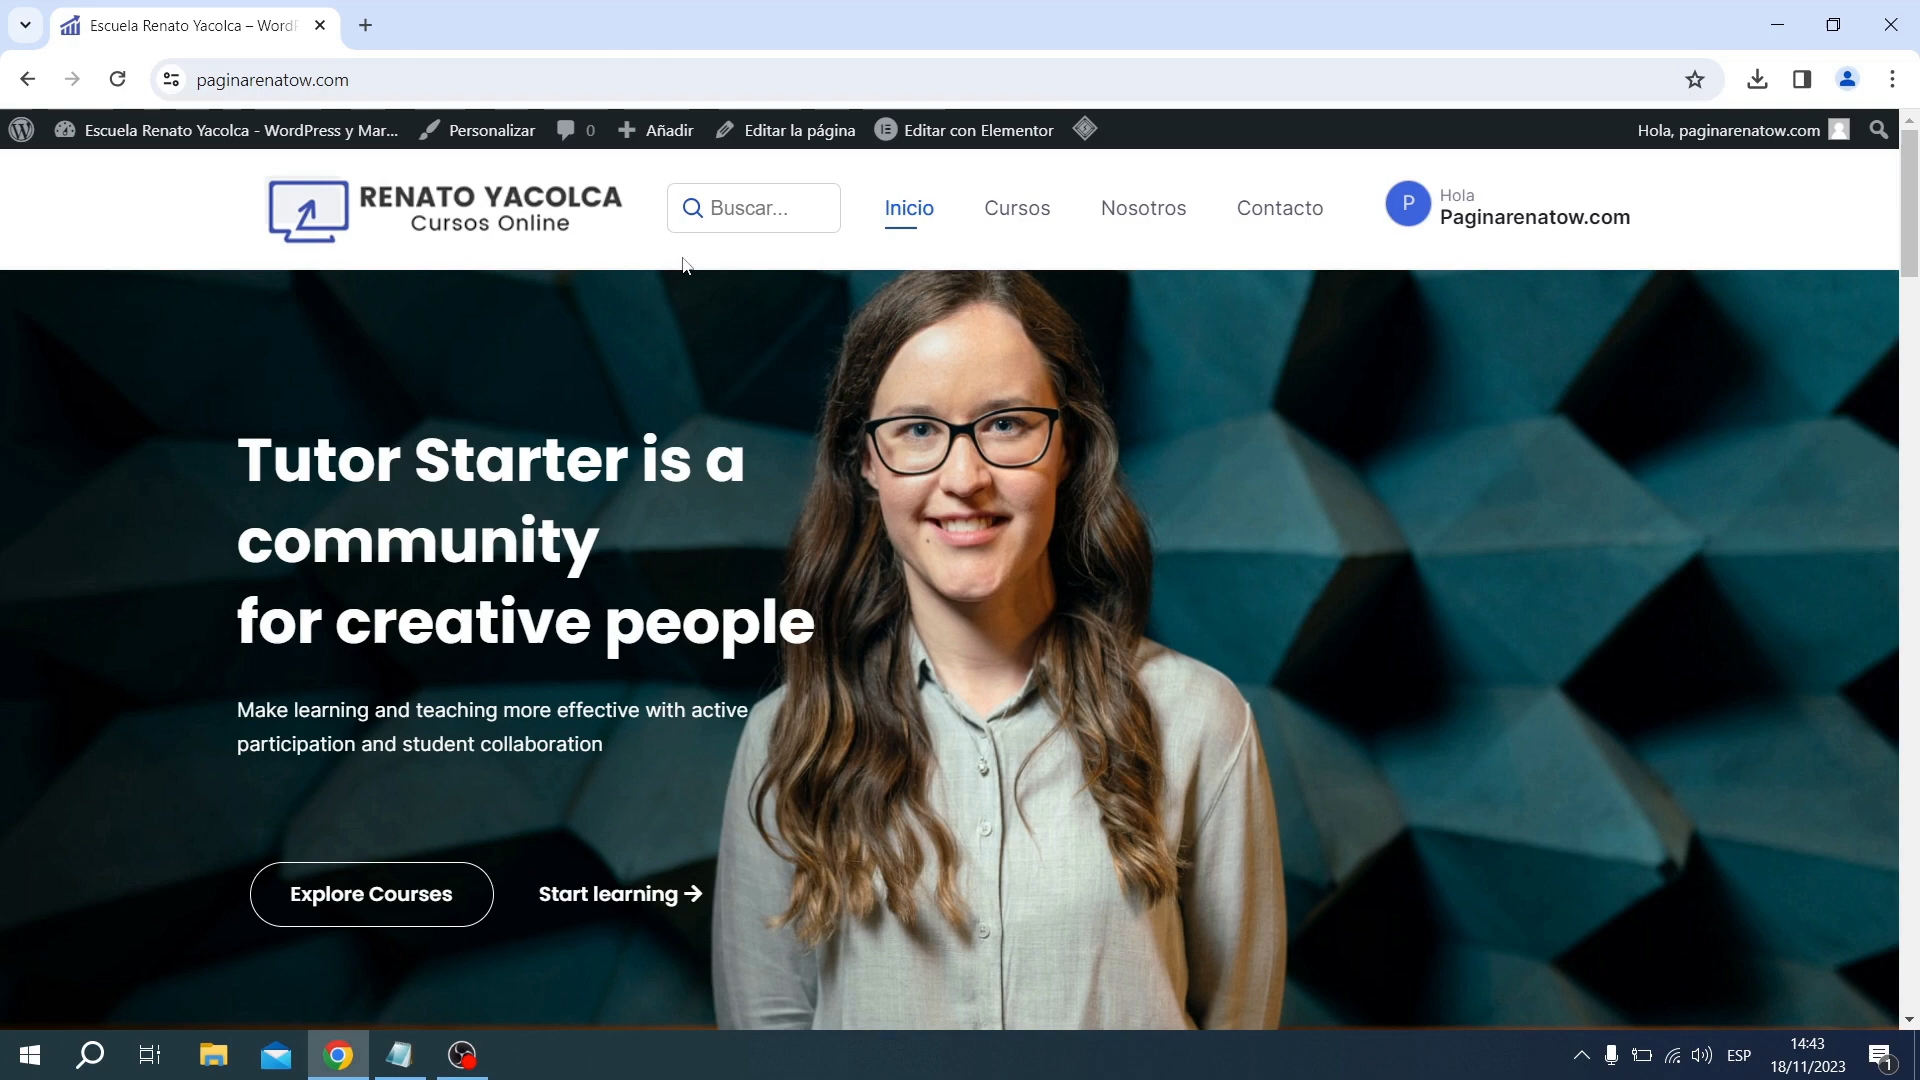 Escuela Renato Yacolca – WordP
paginarenatow.com
Escuela Renato Yacolca - WordPress y Mar...
Personalizar
0
Añadir
Editar la página
Editar con Elementor
Hola, paginarenatow.com
RENATO YACOLCA
Cursos Online
Buscar...
Inicio
Cursos
Nosotros
Contacto
P
Hola
Paginarenatow.com
Tutor Starter is a
community
for creative people
Make learning and teaching more effective with active
participation and student collaboration
Explore Courses
Start learning →
ESP
14:43
18/11/2023
1